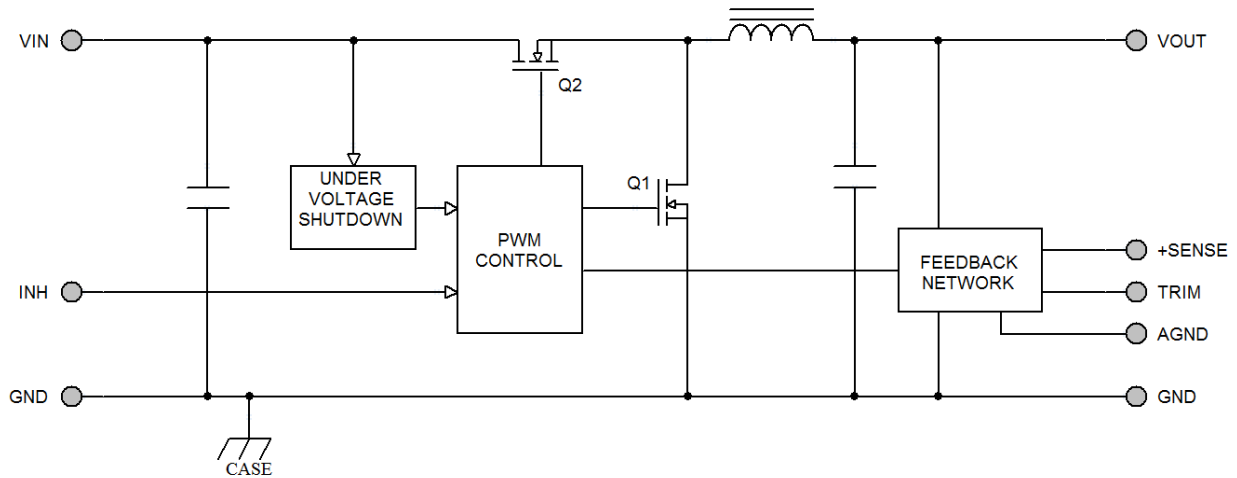 VIN
VOUT
Q2
UNDER
VOLTAGE
SHUTDOWN
Q1
PWM
CONTROL
+SENSE
FEEDBACK
NETWORK
INH
TRIM
AGND
GND
GND
CASE